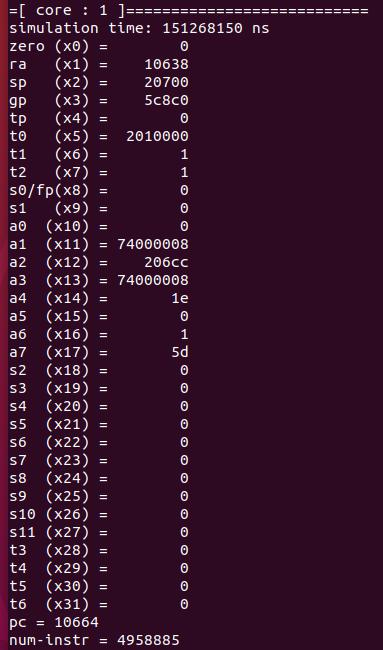 =[ core : 1 ]===========================
simulation time: 151268150 ns
zero (x0) =        0
ra   (x1) =    10638
sp   (x2) =    20700
gp   (x3) =    5c8c0
tp   (x4) =        0
t0   (x5) =  2010000
t1   (x6) =        1
t2   (x7) =        1
s0/fp(x8) =        0
s1   (x9) =        0
a0  (x10) =        0
a1  (x11) = 74000008
a2  (x12) =    206cc
a3  (x13) = 74000008
a4  (x14) =       1e
a5  (x15) =        0
a6  (x16) =        1
a7  (x17) =       5d
s2  (x18) =        0
s3  (x19) =        0
s4  (x20) =        0
s5  (x21) =        0
s6  (x22) =        0
s7  (x23) =        0
s8  (x24) =        0
s9  (x25) =        0
s10 (x26) =        0
s11 (x27) =        0
t3  (x28) =        0
t4  (x29) =        0
t5  (x30) =        0
t6  (x31) =        0
pc = 10664
num-instr = 4958885